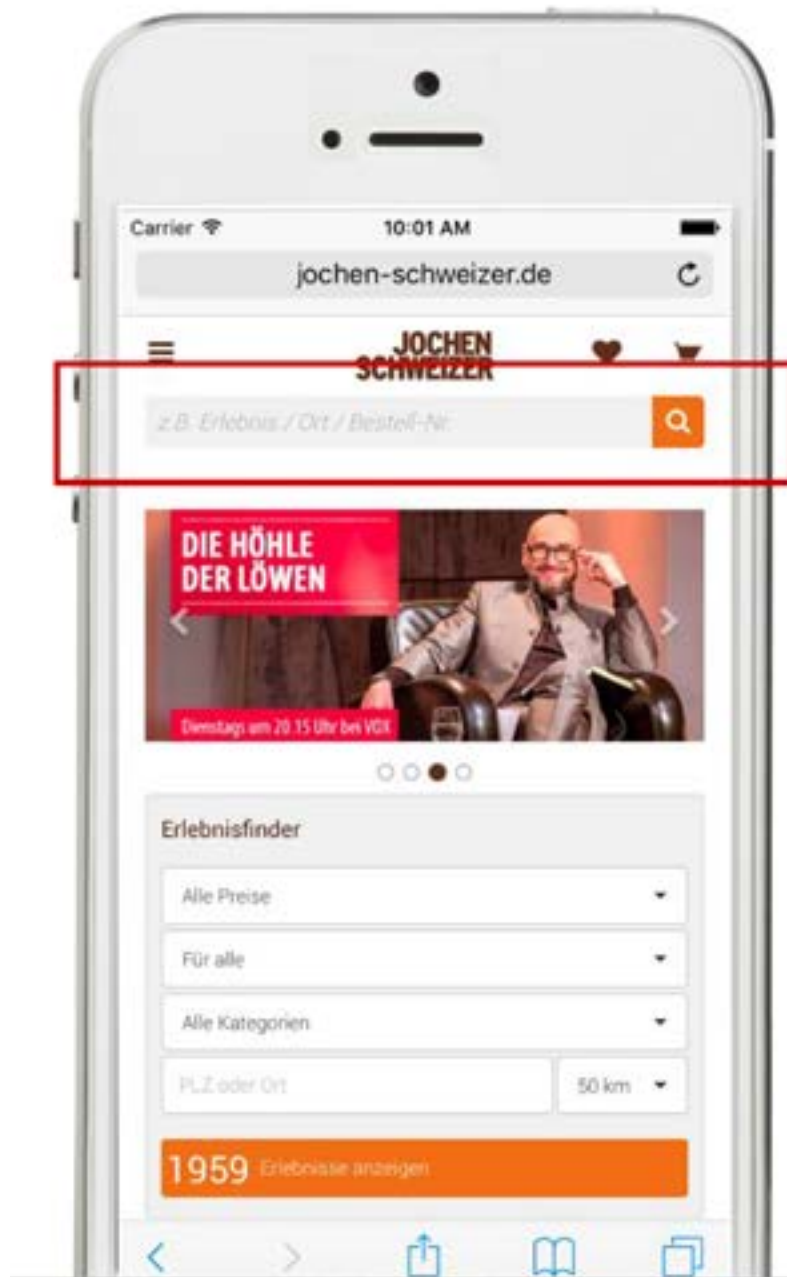 Carrier 10:01 AM
jochen-schweizer.de
JOCHEN
SCHWEIZER
z.B. Erlebnis / Ort / Bestell-Nr.
DIE HÖHLE
DER LÖWEN
Dienstags um 20.15 Uhr bei VOX
Erlebnisfinder
Alle Preise
Für alle
Alle Kategorien
PLZ oder Ort 50 km
1959 Erlebnisse anzeigen